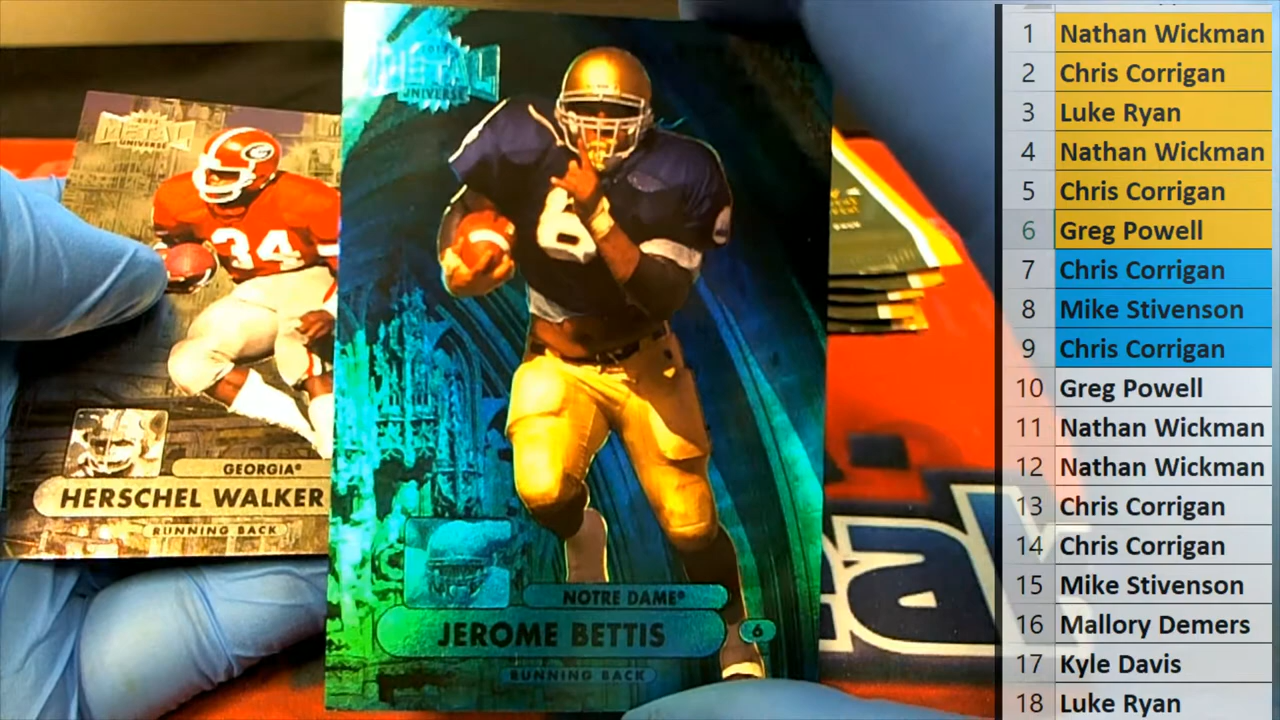 2013
METAL
UNIVERSE
34
G
GEORGIA®
HERSCHEL WALKER
RUNNING BACK
METAL
UNIVERSE
6
NOTRE DAME®
JEROME BETTIS
6
RUNNING BACK
1 Nathan Wickman
2 Chris Corrigan
3 Luke Ryan
4 Nathan Wickman
5 Chris Corrigan
6 Greg Powell
7 Chris Corrigan
8 Mike Stivenson
9 Chris Corrigan
10 Greg Powell
11 Nathan Wickman
12 Nathan Wickman
13 Chris Corrigan
14 Chris Corrigan
15 Mike Stivenson
16 Mallory Demers
17 Kyle Davis
18 Luke Ryan